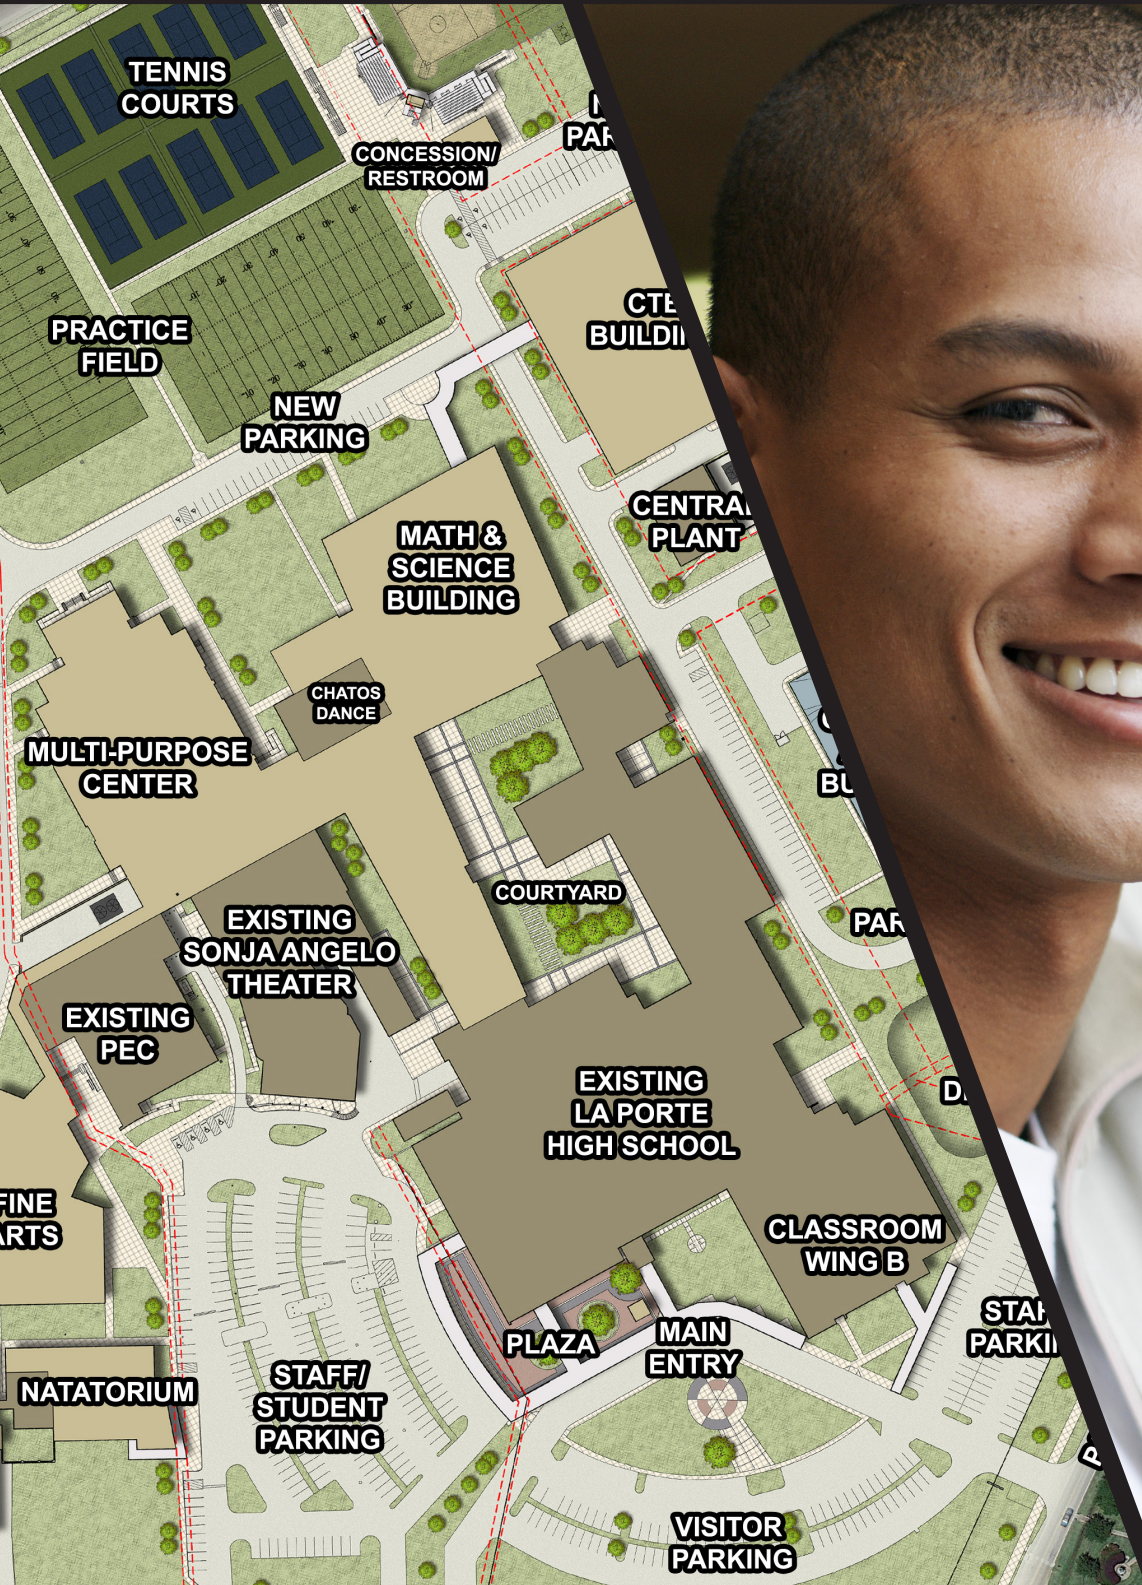 TENNIS
COURTS
CONCESSION/
RESTROOM
PRACTICE
FIELD
NEW
PARKING
CENTRAL
PLANT
MATH &
SCIENCE
BUILDING
CHATOS
DANCE
MULTI-PURPOSE
CENTER
COURTYARD
EXISTING
SONJA ANGELO
THEATER
EXISTING
PEC
EXISTING
LA PORTE
HIGH SCHOOL
FINE
ARTS
CLASSROOM
WING B
PLAZA
MAIN
ENTRY
NATATORIUM
STAFF/
STUDENT
PARKING
VISITOR
PARKING